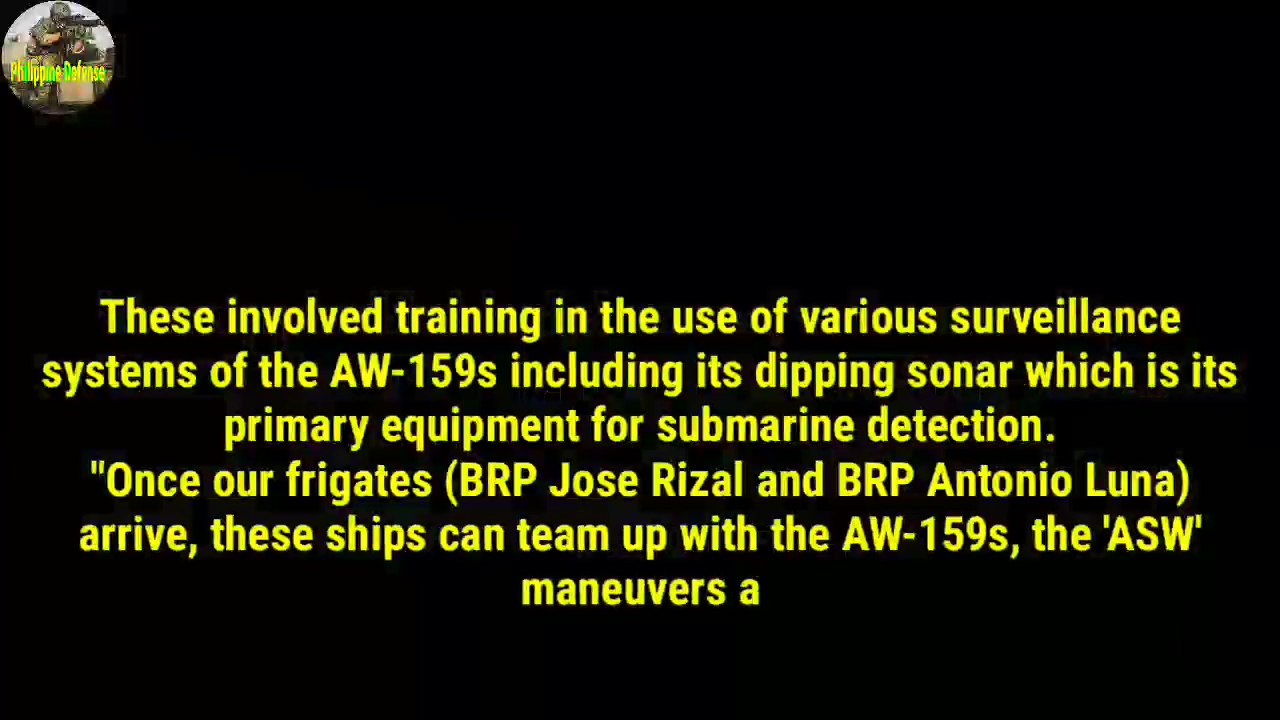 Philippine Defense
These involved training in the use of various surveillance
systems of the AW-159s including its dipping sonar which is its
primary equipment for submarine detection.
"Once our frigates (BRP Jose Rizal and BRP Antonio Luna)
arrive, these ships can team up with the AW-159s, the 'ASW'
maneuvers a